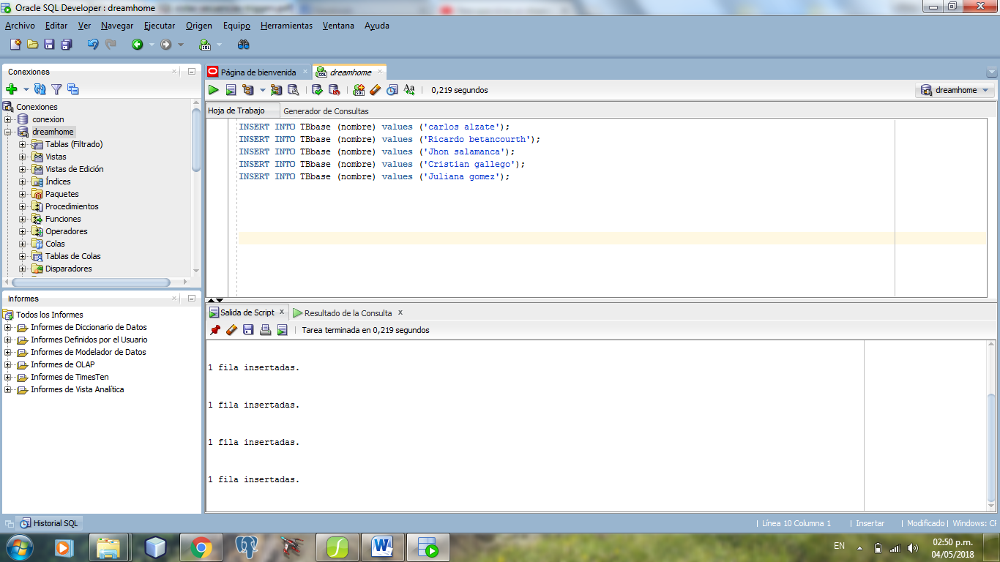 Oracle SQL Developer : dreamhome
Archivo Editar Ver Navegar Ejecutar Origen Equipo Herramientas Ventana Ayuda
Conexiones
Conexiones
conexion
dreamhome
Tablas (Filtrado)
Vistas
Vistas de Edición
Índices
Paquetes
Procedimientos
Funciones
Operadores
Colas
Tablas de Colas
Disparadores
Informes
Todos los Informes
Informes de Diccionario de Datos
Informes Definidos por el Usuario
Informes de Modelador de Datos
Informes de OLAP
Informes de TimesTen
Informes de Vista Analítica
Página de bienvenida
dreamhome
0,219 segundos
dreamhome
Hoja de Trabajo
Generador de Consultas
INSERT INTO TBbase (nombre) values ('carlos alzate');
INSERT INTO TBbase (nombre) values ('Ricardo betancourth');
INSERT INTO TBbase (nombre) values ('Jhon salamanca');
INSERT INTO TBbase (nombre) values ('Cristian gallego');
INSERT INTO TBbase (nombre) values ('Juliana gomez');
Salida de Script
Resultado de la Consulta
Tarea terminada en 0,219 segundos
1 fila insertadas.
1 fila insertadas.
1 fila insertadas.
1 fila insertadas.
Historial SQL
Línea 10 Columna 1
Insertar
Modificado
Windows:
EN
02:50 p.m.
04/05/2018